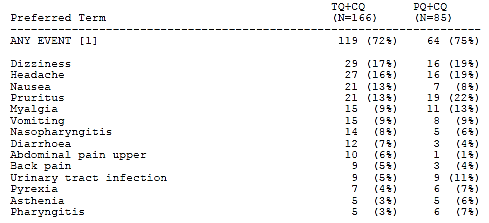 TQ+CQ PQ+CQ
Preferred Term (N=166) (N=85)
ANY EVENT [1] 119 (72%) 64 (75%)
Dizziness 29 (17%) 16 (19%)
Headache 27 (16%) 16 (19%)
Nausea 21 (13%) 7 (8%)
Pruritus 21 (13%) 19 (22%)
Myalgia 15 (9%) 11 (13%)
Vomiting 15 (9%) 8 (9%)
Nasopharyngitis 14 (8%) 5 (6%)
Diarrhoea 12 (7%) 3 (4%)
Abdominal pain upper 10 (6%) 1 (1%)
Back pain 9 (5%) 3 (4%)
Urinary tract infection 9 (5%) 9 (11%)
Pyrexia 7 (4%) 6 (7%)
Asthenia 5 (3%) 5 (6%)
Pharyngitis 5 (3%) 6 (7%)